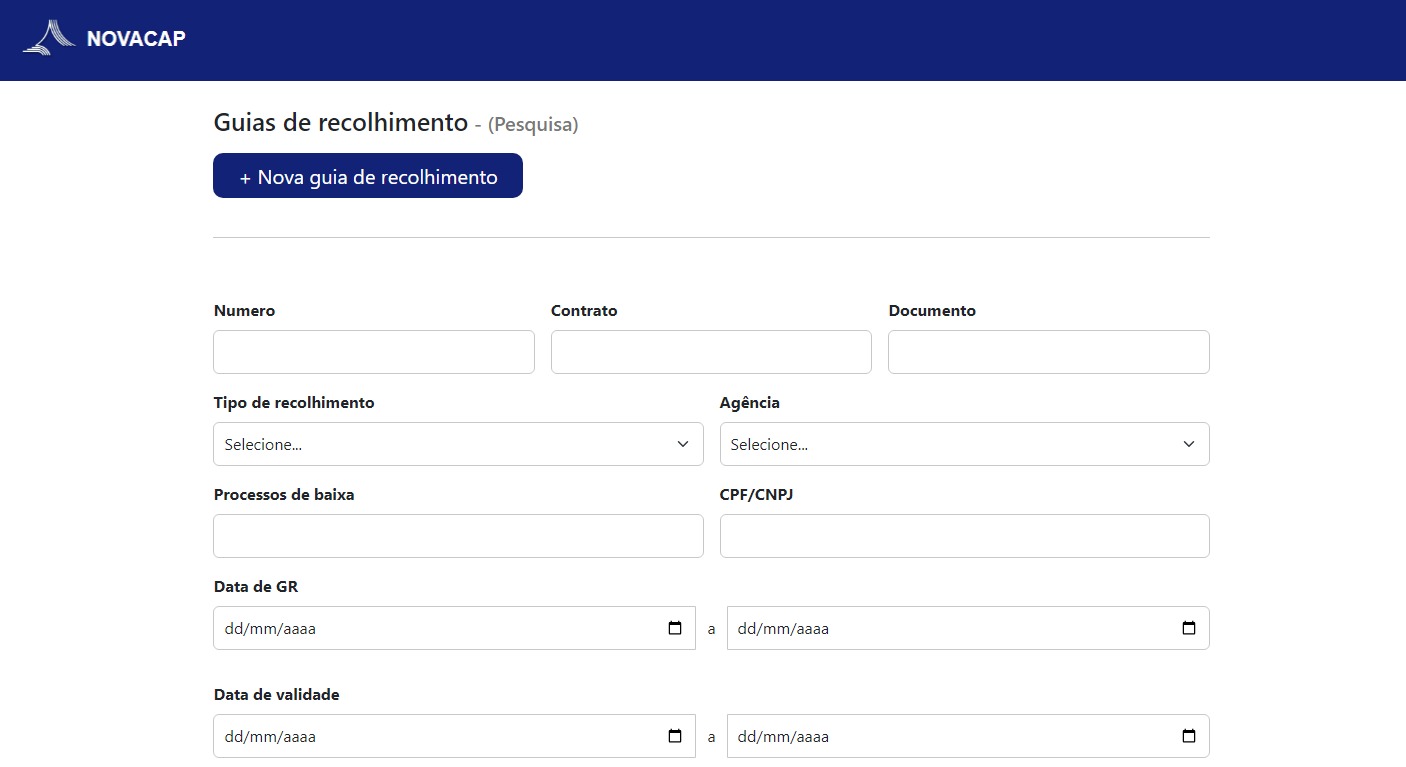 NOVACAP
Guias de recolhimento - (Pesquisa)
+ Nova guia de recolhimento
Numero Contrato Documento
Tipo de recolhimento Agência
Selecione... Selecione...
Processos de baixa CPF/CNPJ
Data de GR
dd/mm/aaaa a dd/mm/aaaa
Data de validade
dd/mm/aaaa a dd/mm/aaaa